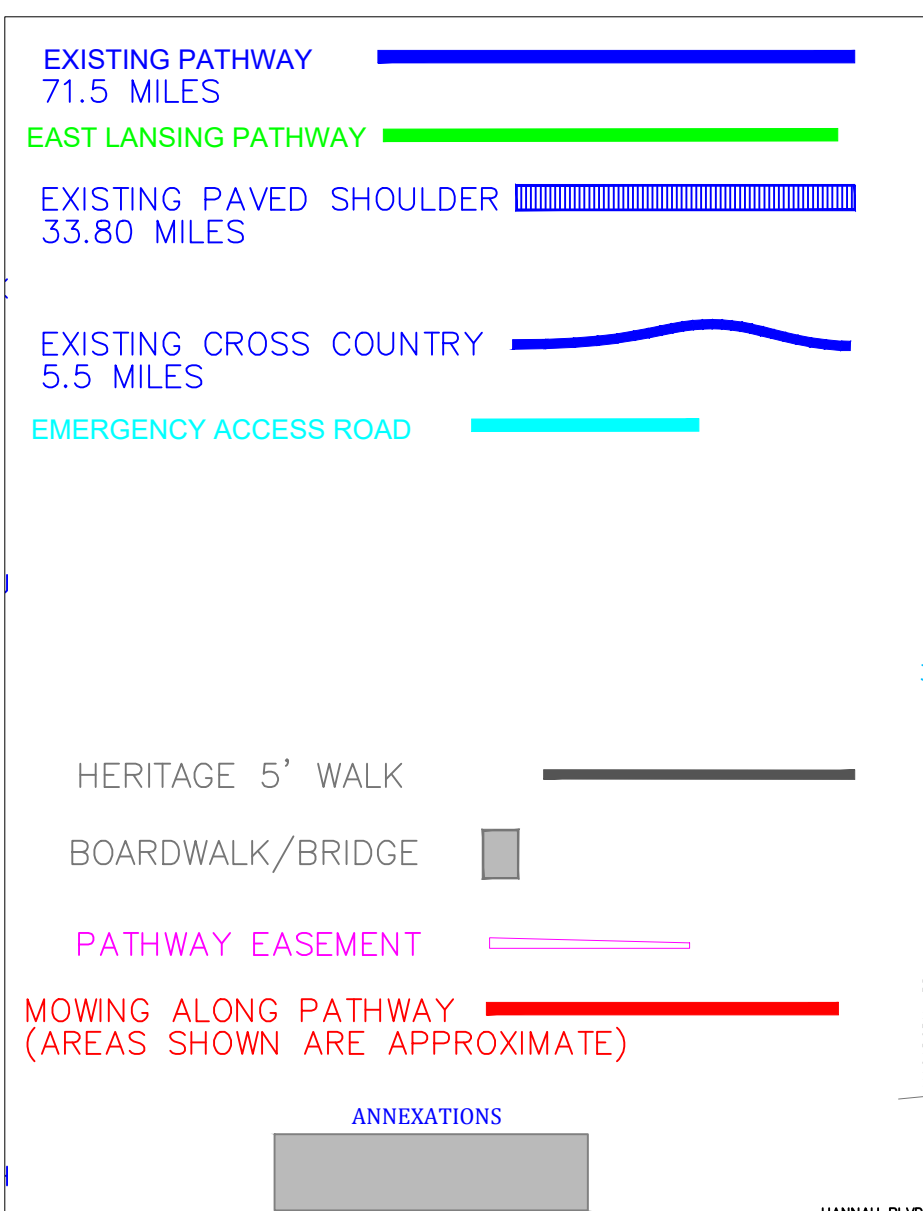 EXISTING PATHWAY
71.5 MILES
EAST LANSING PATHWAY
EXISTING PAVED SHOULDER
33.80 MILES
EXISTING CROSS COUNTRY
5.5 MILES
EMERGENCY ACCESS ROAD
HERITAGE 5' WALK
BOARDWALK/BRIDGE
PATHWAY EASEMENT
MOWING ALONG PATHWAY
(AREAS SHOWN ARE APPROXIMATE)
ANNEXATIONS
HANNAH BLVD